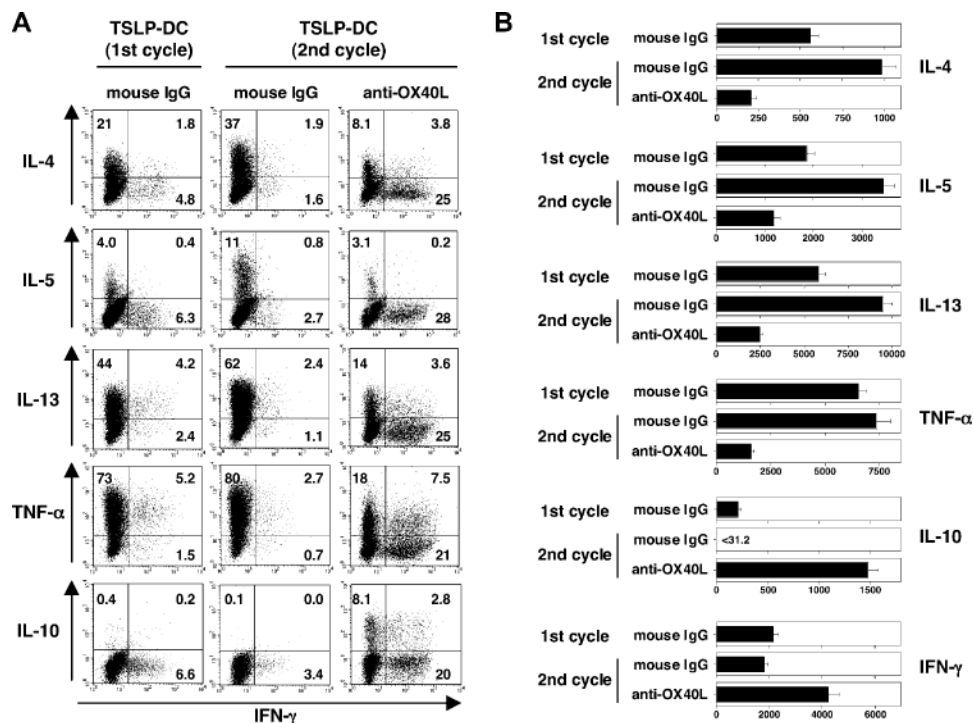 A
TSLP-DC
(1st cycle)
TSLP-DC
(2nd cycle)
mouse IgG
mouse IgG
anti-OX40L
IL-4
21 1.8
4.8
37 1.9
1.6
8.1 3.8
25
IL-5
4.0 0.4
6.3
11 0.8
2.7
3.1 0.2
28
IL-13
44 4.2
2.4
62 2.4
1.1
14 3.6
25
TNF-α
73 5.2
1.5
80 2.7
0.7
18 7.5
21
IL-10
0.4 0.2
6.6
0.1 0.0
3.4
8.1 2.8
20
IFN-γ
B
1st cycle mouse IgG
2nd cycle mouse IgG
anti-OX40L
IL-4
0 250 500 750 1000
1st cycle mouse IgG
2nd cycle mouse IgG
anti-OX40L
IL-5
0 1000 2000 3000
1st cycle mouse IgG
2nd cycle mouse IgG
anti-OX40L
IL-13
0 2500 5000 7500 10000
1st cycle mouse IgG
2nd cycle mouse IgG
anti-OX40L
TNF-α
0 2500 5000 7500
1st cycle mouse IgG
2nd cycle mouse IgG
<31.2
anti-OX40L
IL-10
0 500 1000 1500
1st cycle mouse IgG
2nd cycle mouse IgG
anti-OX40L
IFN-γ
0 2000 4000 6000